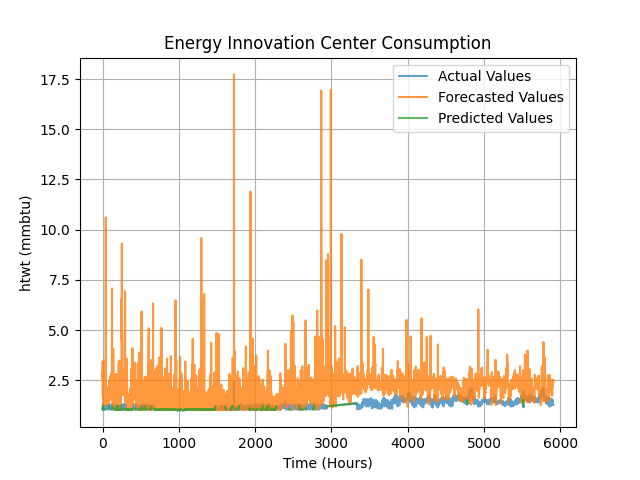 Energy Innovation Center Consumption
Actual Values
Forecasted Values
Predicted Values
17.5
15.0
12.5
10.0
7.5
5.0
2.5
htwt (mmbtu)
0
1000
2000
3000
4000
5000
6000
Time (Hours)